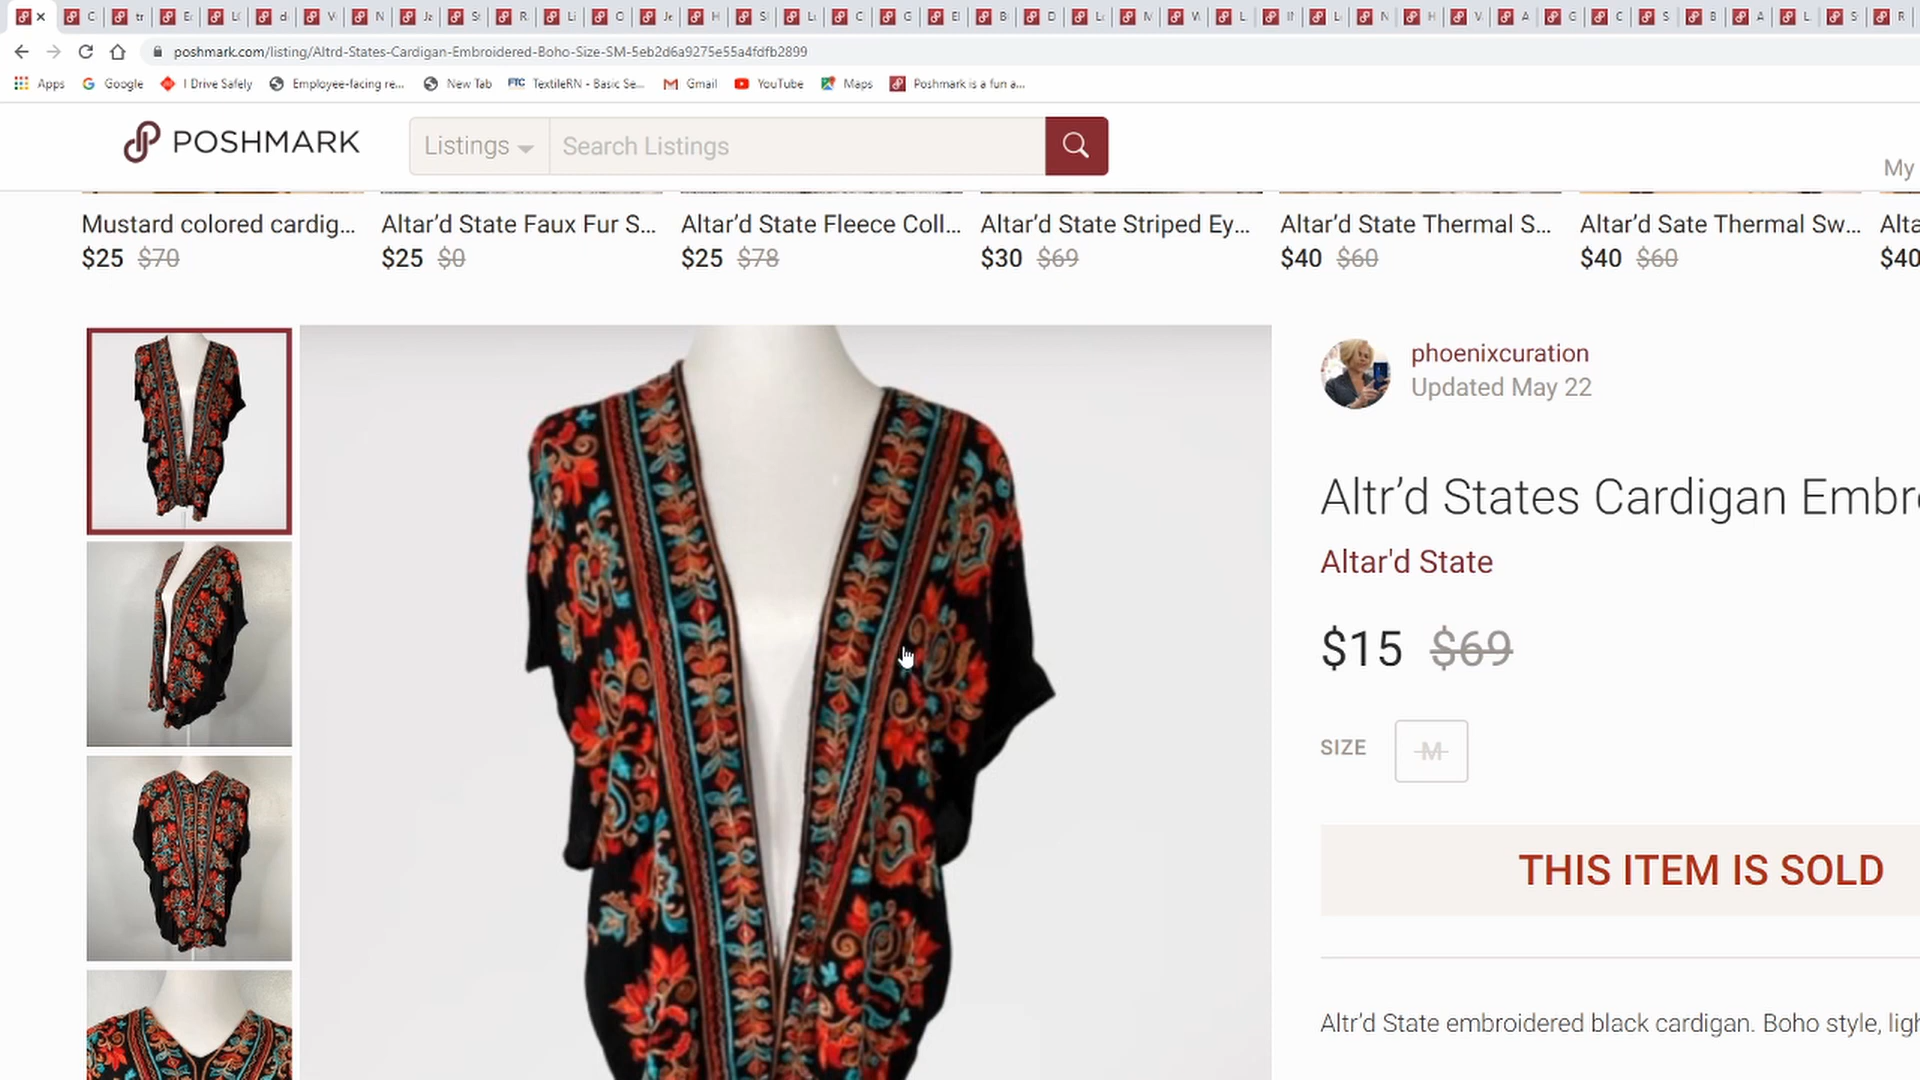 poshmark.com/listing/Altrd-States-Cardigan-Embroidered-Boho-Size-SM-5eb2d6a9275e55a4fdfb2899
Apps Google I Drive Safely Employee-facing re... New Tab FTC TextileRN - Basic Se... Gmail YouTube Maps Poshmark is a fun a...
POSHMARK Listings Search Listings
My
Mustard colored cardig... Altar’d State Faux Fur S... Altar’d State Fleece Coll... Altar’d State Striped Ey... Altar’d State Thermal S... Altar’d Sate Thermal Sw... Alta
$25 $70 $25 $0 $25 $78 $30 $69 $40 $60 $40 $60 $40
phoenixcuration
Updated May 22
Altr’d States Cardigan Embr
Altar'd State
$15 $69
SIZE M
THIS ITEM IS SOLD
Altr’d State embroidered black cardigan. Boho style, ligh